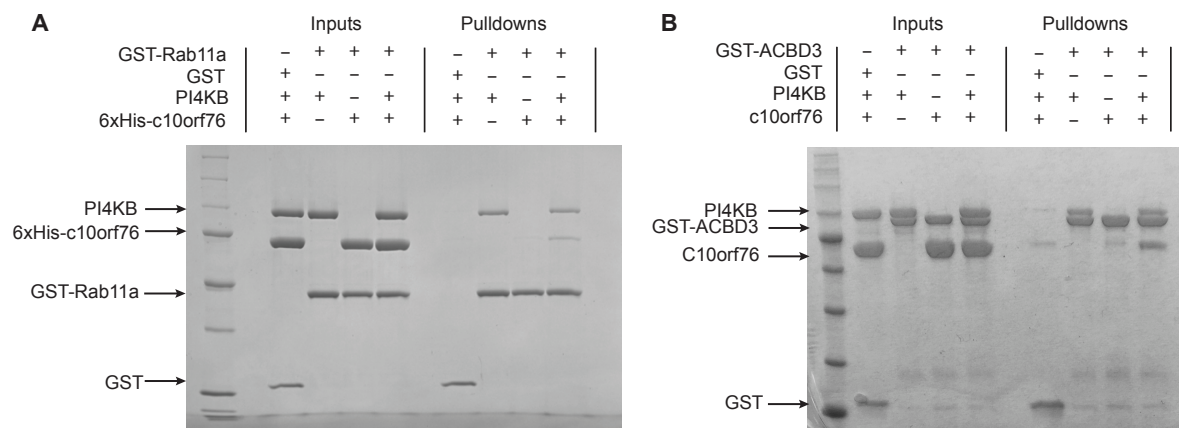 A
Inputs Pulldowns
GST-Rab11a – + + + – + + +
GST + – – – + – – –
PI4KB + + – + + + – +
6xHis-c10orf76 + – + + + – + +
PI4KB
6xHis-c10orf76
GST-Rab11a
GST
B
Inputs Pulldowns
GST-ACBD3 – + + + – + + +
GST + – – – + – – –
PI4KB + + – + + + – +
c10orf76 + – + + + – + +
PI4KB
GST-ACBD3
C10orf76
GST